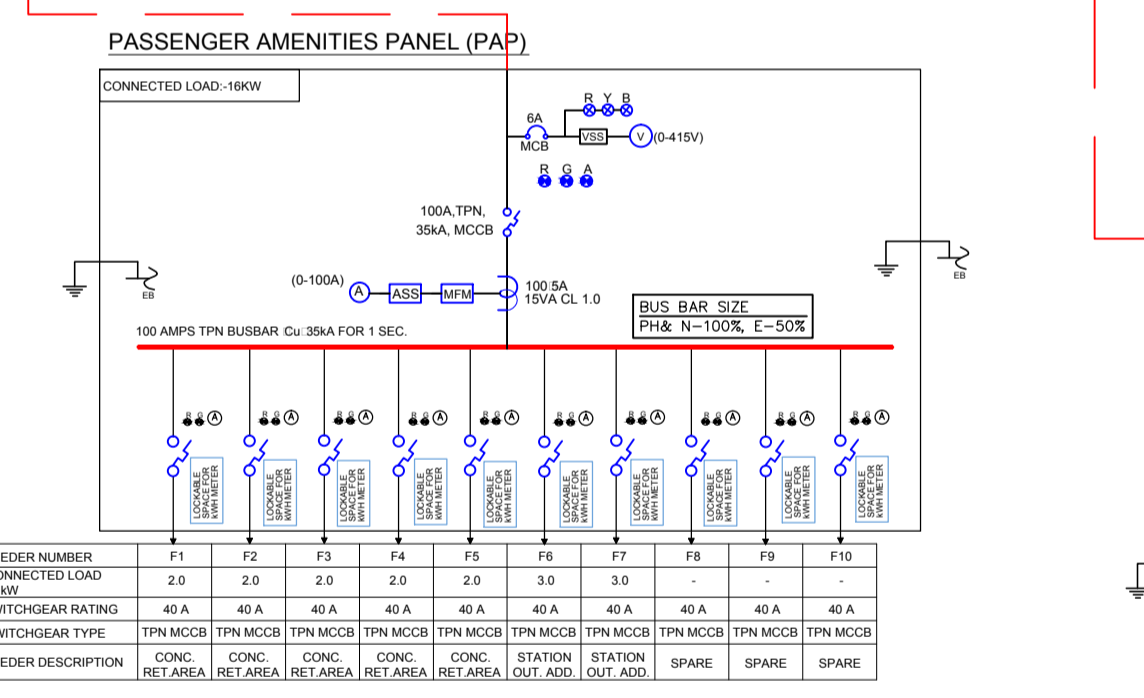 PASSENGER AMENITIES PANEL (PAP)
CONNECTED LOAD:-16KW
R Y B
6A
MCB
VSS
V
(0-415V)
R G A
100A,TPN,
35kA, MCCB
EB
EB
(0-100A)
A
ASS
MFM
100 5A
15VA CL 1.0
BUS BAR SIZE
PH& N-100%, E-50%
100 AMPS TPN BUSBAR Cu 35kA FOR 1 SEC.
R G A
R G A
R G A
R G A
R G A
R G A
R G A
R G A
R G A
R G A
LOCKABLE
SPACE FOR
kWH METER
LOCKABLE
SPACE FOR
kWH METER
LOCKABLE
SPACE FOR
kWH METER
LOCKABLE
SPACE FOR
kWH METER
LOCKABLE
SPACE FOR
kWH METER
LOCKABLE
SPACE FOR
kWH METER
LOCKABLE
SPACE FOR
kWH METER
LOCKABLE
SPACE FOR
kWH METER
LOCKABLE
SPACE FOR
kWH METER
LOCKABLE
SPACE FOR
kWH METER
EDER NUMBER F1 F2 F3 F4 F5 F6 F7 F8 F9 F10
ONNECTED LOAD
kW 2.0 2.0 2.0 2.0 2.0 3.0 3.0 - - -
WITCHGEAR RATING 40 A 40 A 40 A 40 A 40 A 40 A 40 A 40 A 40 A 40 A
WITCHGEAR TYPE TPN MCCB TPN MCCB TPN MCCB TPN MCCB TPN MCCB TPN MCCB TPN MCCB TPN MCCB TPN MCCB TPN MCCB
EDER DESCRIPTION CONC. CONC. CONC. CONC. CONC. STATION STATION SPARE SPARE SPARE
RET.AREA RET.AREA RET.AREA RET.AREA RET.AREA OUT. ADD. OUT. ADD.